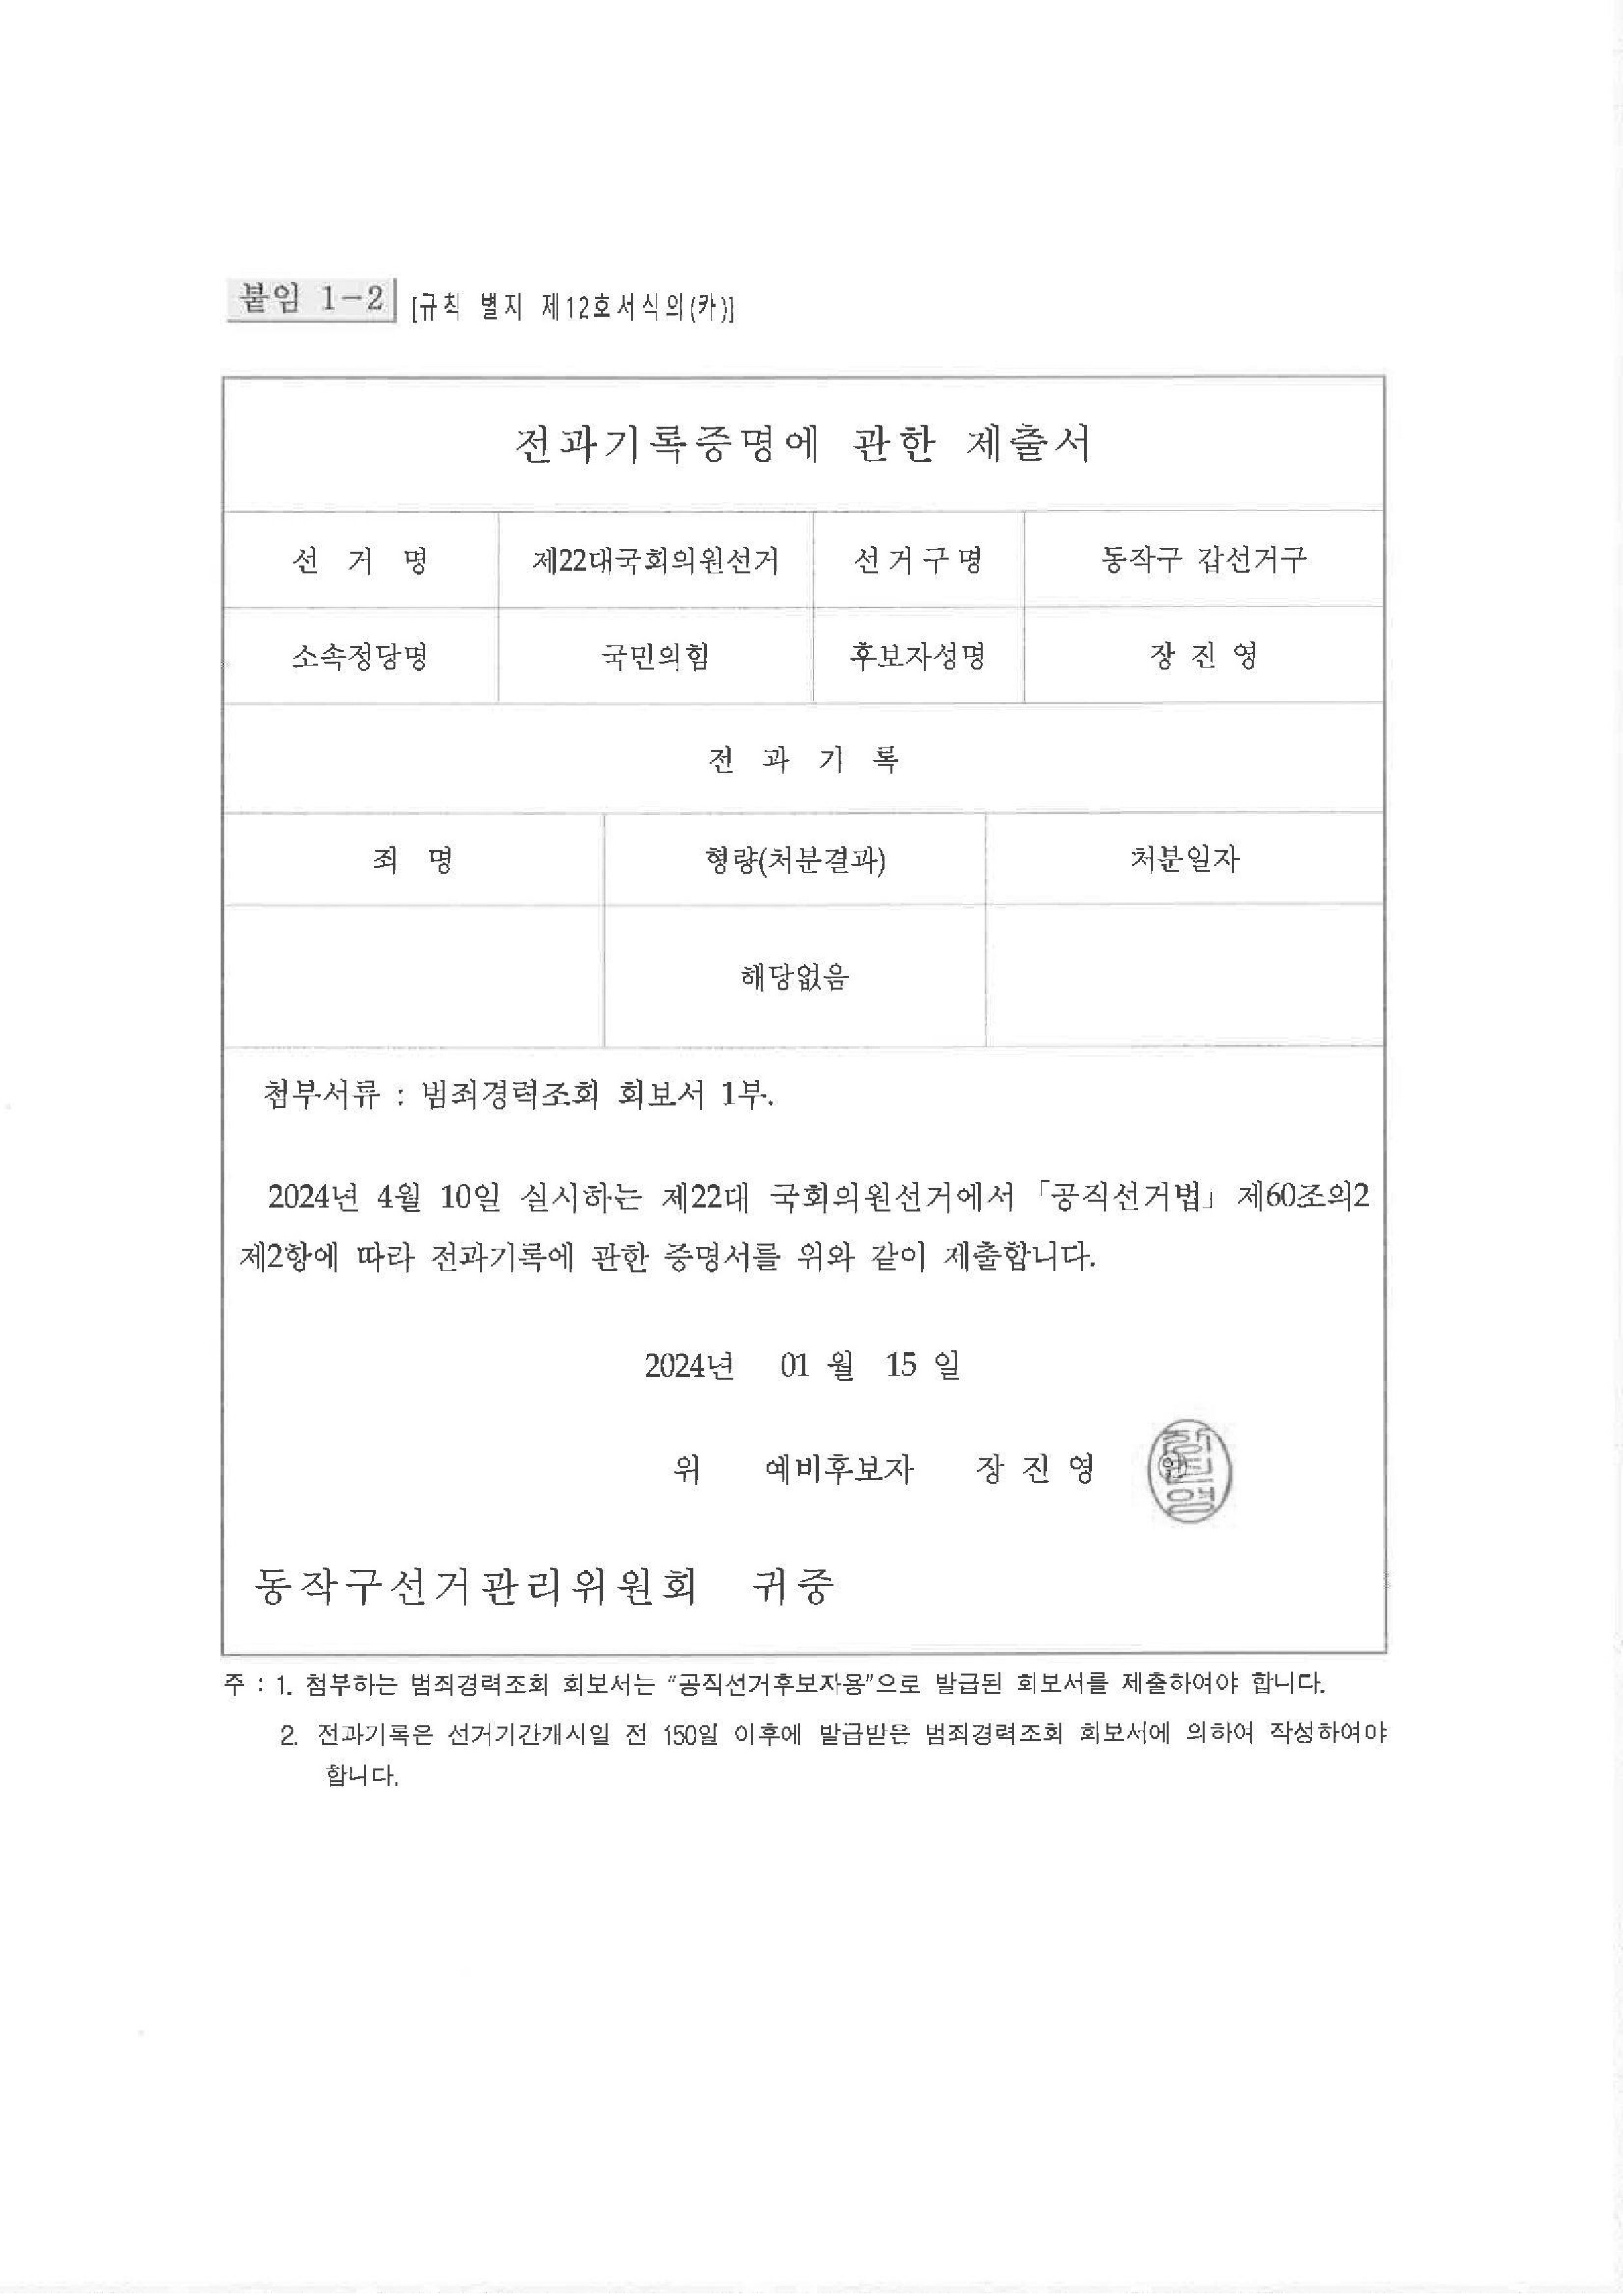 붙임 1-2 [규칙 별지 제12호서식의(카)]
전과기록증명에 관한 제출서
선 거 명 제22대국회의원선거 선거구명 동작구 갑선거구
소속정당명 국민의힘 후보자성명 장 진 영
전 과 기 록
죄 명 형량(처분결과) 처분일자
해당없음
첨부서류 : 범죄경력조회 회보서 1부.
2024년 4월 10일 실시하는 제22대 국회의원선거에서 「공직선거법」 제60조의2
제2항에 따라 전과기록에 관한 증명서를 위와 같이 제출합니다.
2024년 01 월 15 일
위 예비후보자 장 진 영
동작구선거관리위원회 귀중
주 : 1. 첨부하는 범죄경력조회 회보서는 “공직선거후보자용”으로 발급된 회보서를 제출하여야 합니다.
2. 전과기록은 선거기간개시일 전 150일 이후에 발급받은 범죄경력조회 회보서에 의하여 작성하여야
합니다.